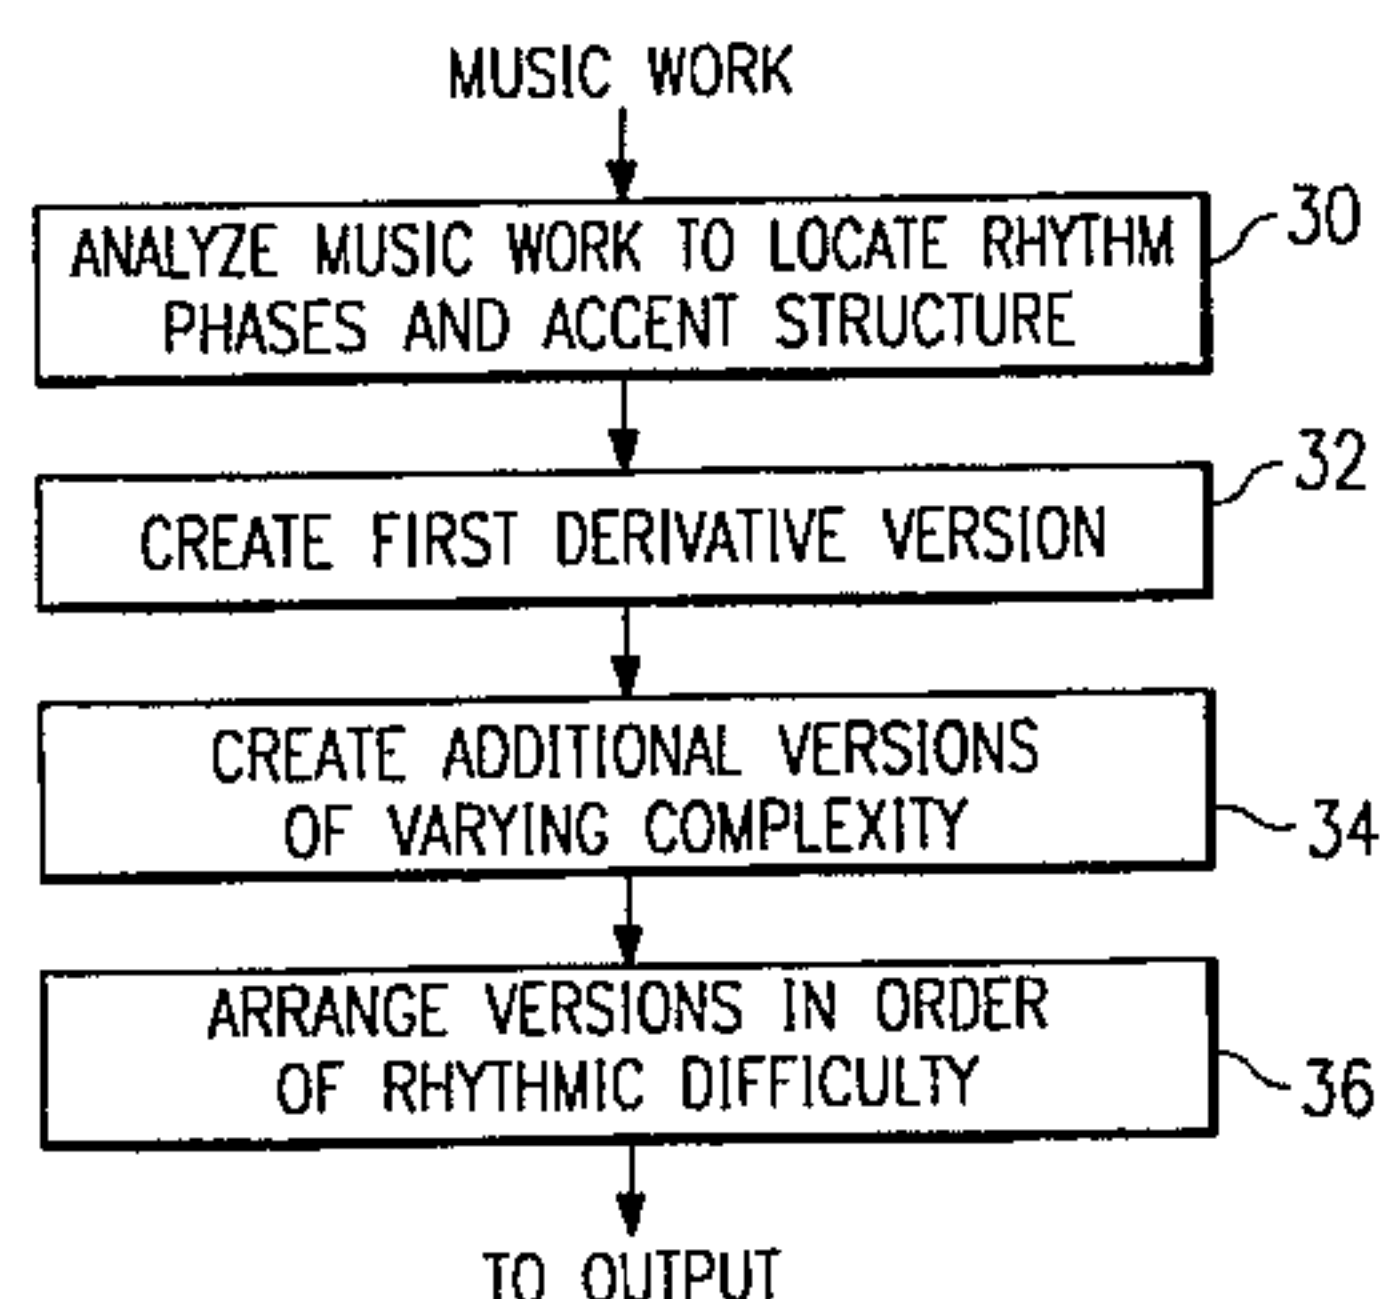 MUSIC WORK
ANALYZE MUSIC WORK TO LOCATE RHYTHM
PHASES AND ACCENT STRUCTURE
30
CREATE FIRST DERIVATIVE VERSION
32
CREATE ADDITIONAL VERSIONS
OF VARYING COMPLEXITY
34
ARRANGE VERSIONS IN ORDER
OF RHYTHMIC DIFFICULTY
36
TO OUTPUT